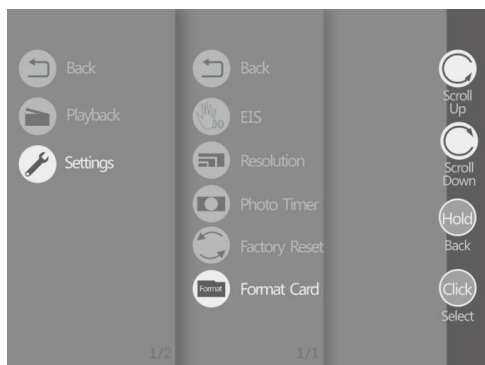 Back
Playback
Settings
1/2
Back
EIS
Resolution
Photo Timer
Factory Reset
Format
Format Card
1/1
Scroll
Up
Scroll
Down
Hold
Back
Click
Select